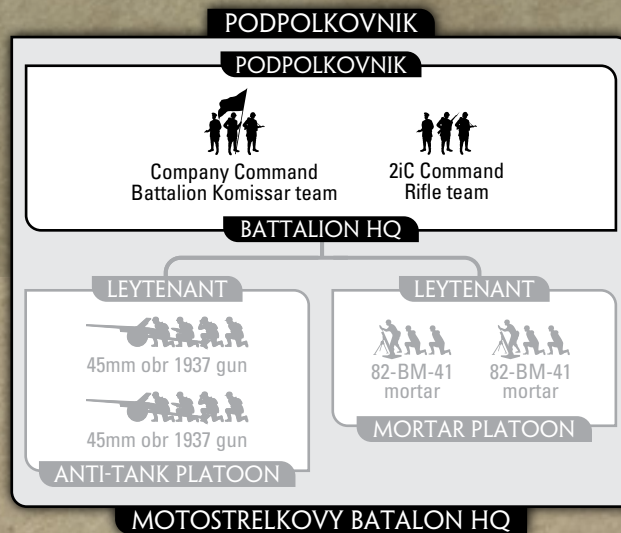 PODPOLKOVNIK
PODPOLKOVNIK
Company Command
Battalion Komissar team
2iC Command
Rifle team
BATTALION HQ
LEYTENANT
45mm obr 1937 gun
45mm obr 1937 gun
ANTI-TANK PLATOON
LEYTENANT
82-BM-41
mortar
82-BM-41
mortar
MORTAR PLATOON
MOTOSTRELKOVY BATALON HQ